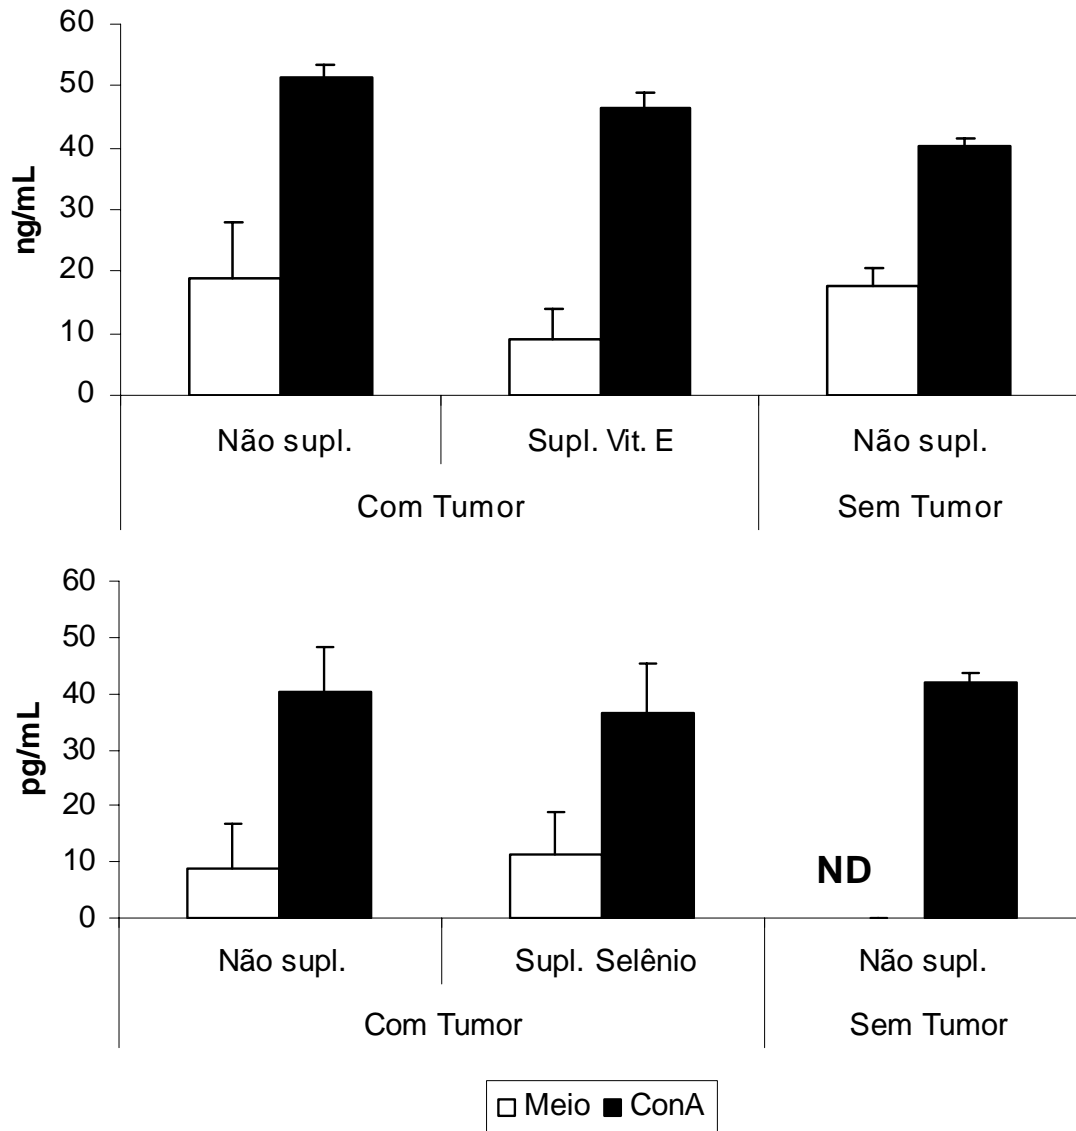 60
50
40
30
20
10
0
ng/mL
Não supl.
Supl. Vit. E
Não supl.
Com Tumor
Sem Tumor
60
50
40
30
20
10
0
pg/mL
ND
Não supl.
Supl. Selênio
Não supl.
Com Tumor
Sem Tumor
Meio
ConA